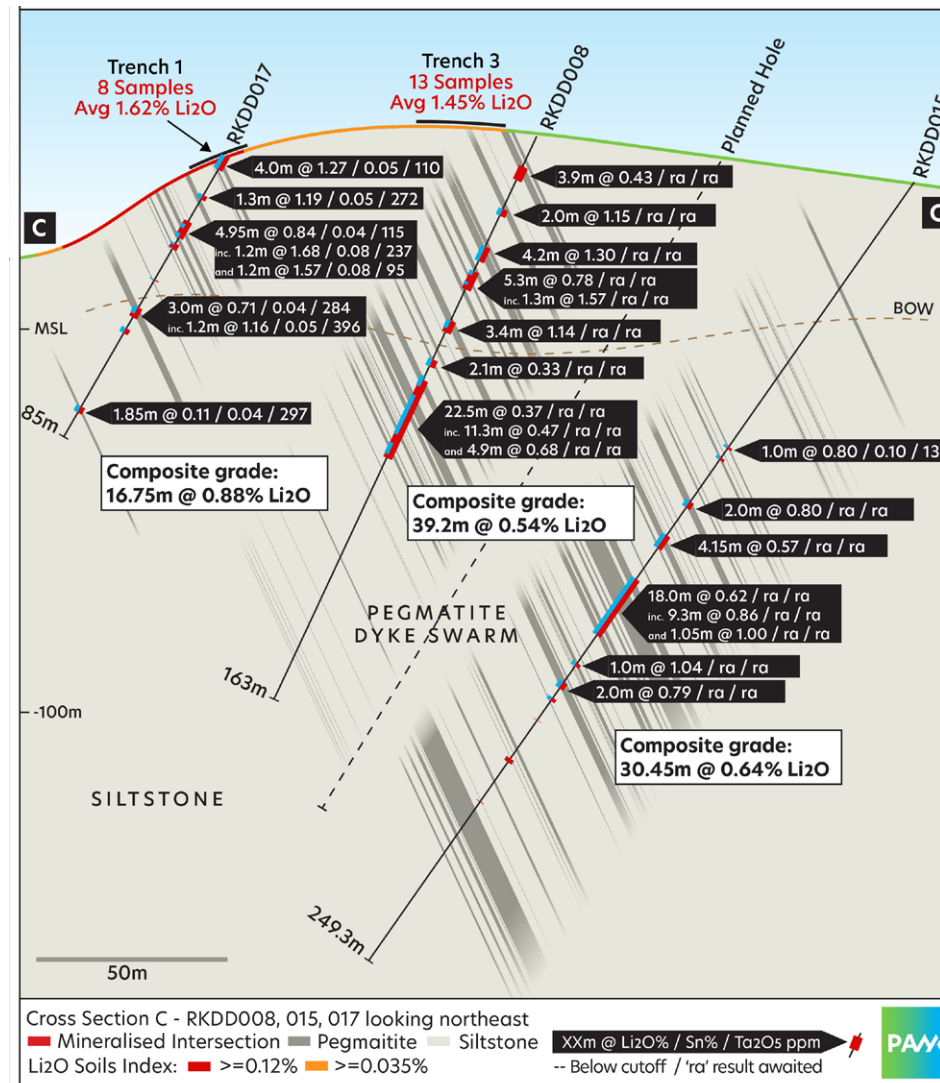 Trench 1
8 Samples
Avg 1.62% Li2O
RKDD017
Trench 3
13 Samples
Avg 1.45% Li2O
RKDD008
Planned Hole
RKDD015
C
C
4.0m @ 1.27 / 0.05 / 110
1.3m @ 1.19 / 0.05 / 272
4.95m @ 0.84 / 0.04 / 115
inc. 1.2m @ 1.68 / 0.08 / 237
and 1.2m @ 1.57 / 0.08 / 95
3.0m @ 0.71 / 0.04 / 284
inc. 1.2m @ 1.16 / 0.05 / 396
1.85m @ 0.11 / 0.04 / 297
85m
Composite grade:
16.75m @ 0.88% Li2O
3.9m @ 0.43 / ra / ra
2.0m @ 1.15 / ra / ra
4.2m @ 1.30 / ra / ra
5.3m @ 0.78 / ra / ra
inc. 1.3m @ 1.57 / ra / ra
3.4m @ 1.14 / ra / ra
2.1m @ 0.33 / ra / ra
22.5m @ 0.37 / ra / ra
inc. 11.3m @ 0.47 / ra / ra
and 4.9m @ 0.68 / ra / ra
Composite grade:
39.2m @ 0.54% Li2O
163m
MSL
BOW
1.0m @ 0.80 / 0.10 / 13
2.0m @ 0.80 / ra / ra
4.15m @ 0.57 / ra / ra
18.0m @ 0.62 / ra / ra
inc. 9.3m @ 0.86 / ra / ra
and 1.05m @ 1.00 / ra / ra
1.0m @ 1.04 / ra / ra
2.0m @ 0.79 / ra / ra
Composite grade:
30.45m @ 0.64% Li2O
PEGMATITE
DYKE SWARM
-100m
SILTSTONE
249.3m
50m
Cross Section C - RKDD008, 015, 017 looking northeast
Mineralised Intersection Pegmaitite Siltstone
Li2O Soils Index: >=0.12% >=0.035%
XXm @ Li2O% / Sn% / Ta2O5 ppm
-- Below cutoff / 'ra' result awaited